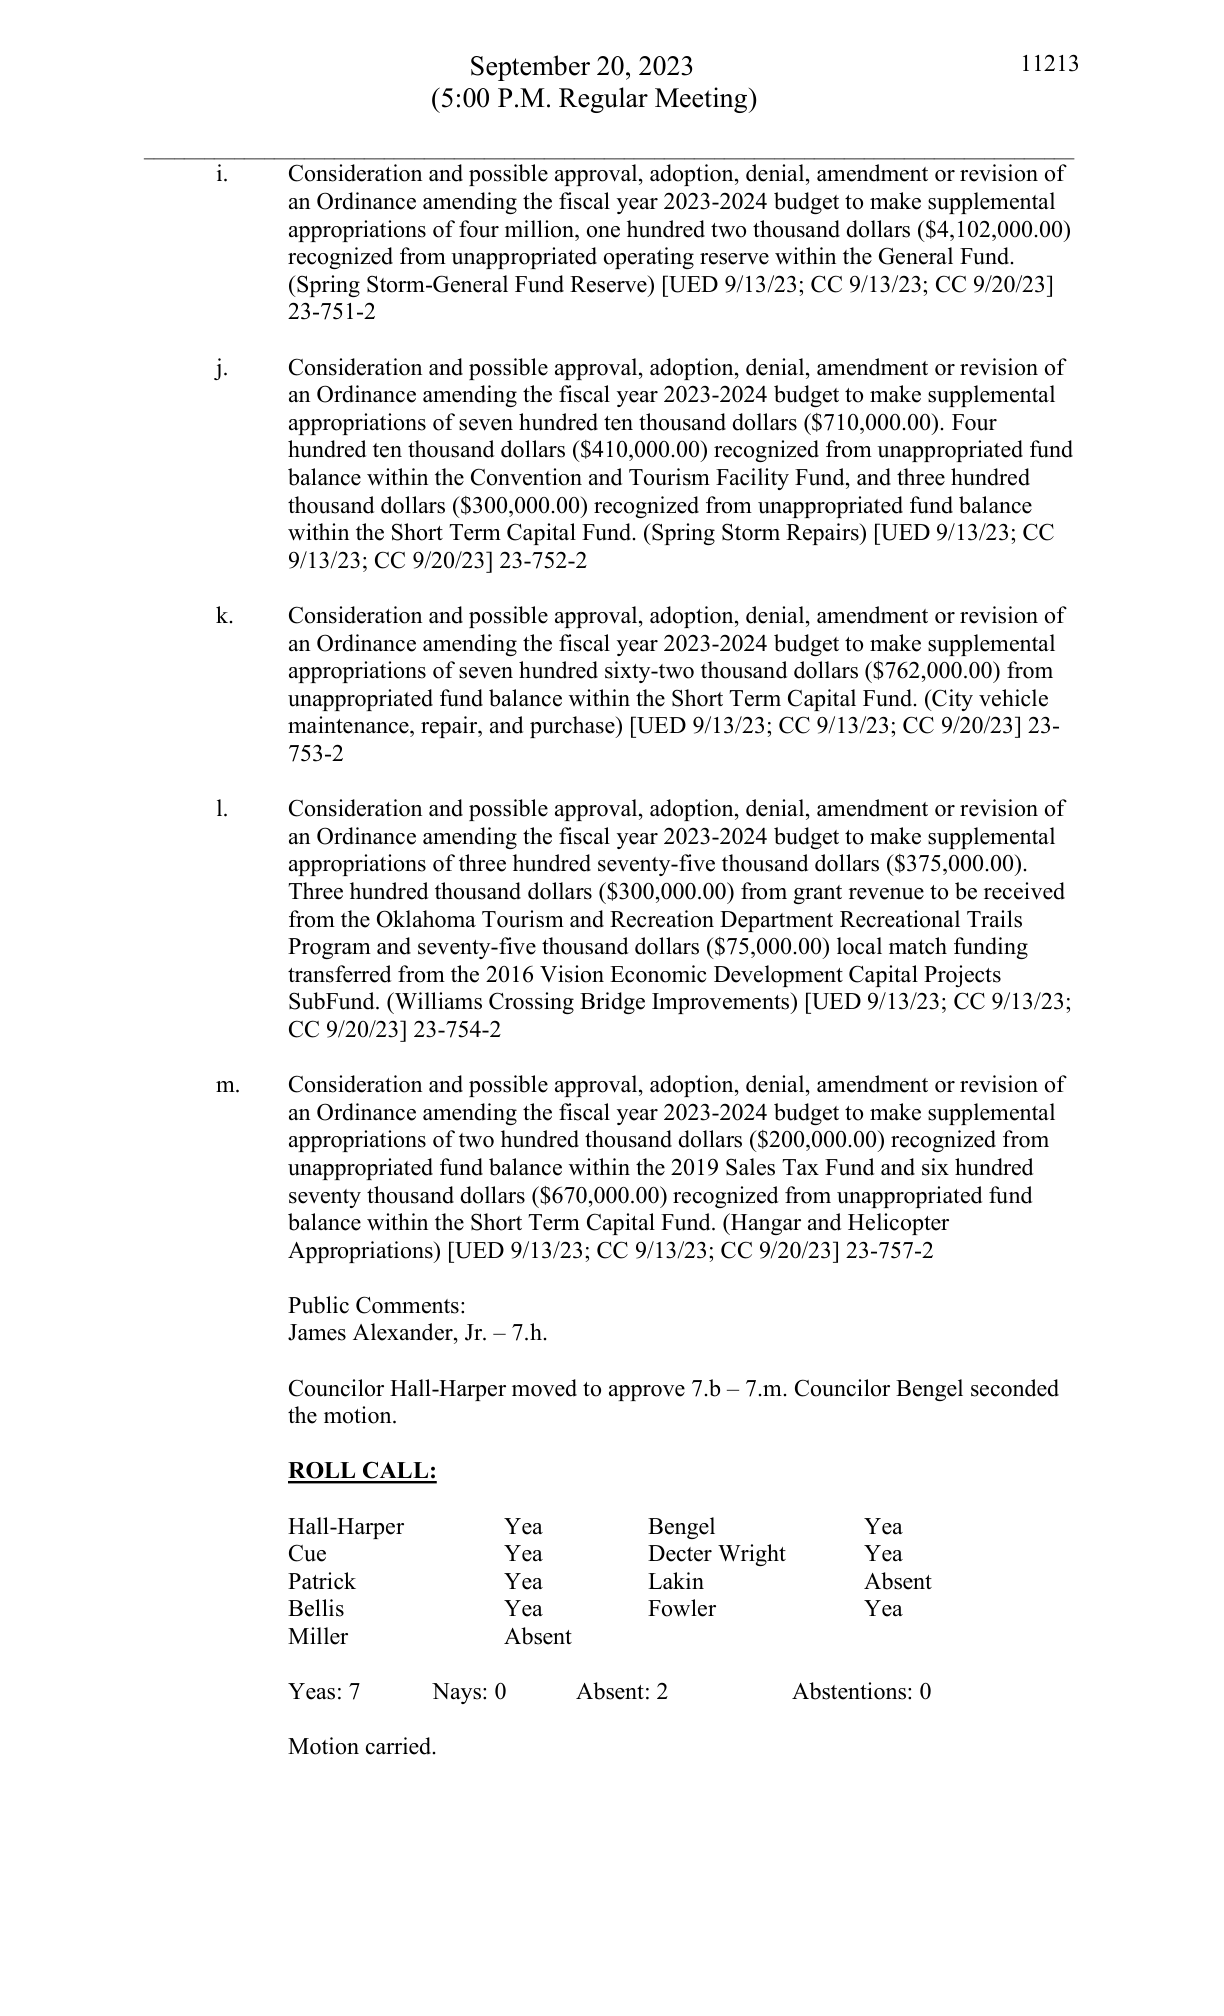 September 20, 2023
11213
(5:00 P.M. Regular Meeting)
i. Consideration and possible approval, adoption, denial, amendment or revision of
an Ordinance amending the fiscal year 2023-2024 budget to make supplemental
appropriations of four million, one hundred two thousand dollars ($4,102,000.00)
recognized from unappropriated operating reserve within the General Fund.
(Spring Storm-General Fund Reserve) [UED 9/13/23; CC 9/13/23; CC 9/20/23]
23-751-2
j. Consideration and possible approval, adoption, denial, amendment or revision of
an Ordinance amending the fiscal year 2023-2024 budget to make supplemental
appropriations of seven hundred ten thousand dollars ($710,000.00). Four
hundred ten thousand dollars ($410,000.00) recognized from unappropriated fund
balance within the Convention and Tourism Facility Fund, and three hundred
thousand dollars ($300,000.00) recognized from unappropriated fund balance
within the Short Term Capital Fund. (Spring Storm Repairs) [UED 9/13/23; CC
9/13/23; CC 9/20/23] 23-752-2
k. Consideration and possible approval, adoption, denial, amendment or revision of
an Ordinance amending the fiscal year 2023-2024 budget to make supplemental
appropriations of seven hundred sixty-two thousand dollars ($762,000.00) from
unappropriated fund balance within the Short Term Capital Fund. (City vehicle
maintenance, repair, and purchase) [UED 9/13/23; CC 9/13/23; CC 9/20/23] 23-
753-2
l. Consideration and possible approval, adoption, denial, amendment or revision of
an Ordinance amending the fiscal year 2023-2024 budget to make supplemental
appropriations of three hundred seventy-five thousand dollars ($375,000.00).
Three hundred thousand dollars ($300,000.00) from grant revenue to be received
from the Oklahoma Tourism and Recreation Department Recreational Trails
Program and seventy-five thousand dollars ($75,000.00) local match funding
transferred from the 2016 Vision Economic Development Capital Projects
SubFund. (Williams Crossing Bridge Improvements) [UED 9/13/23; CC 9/13/23;
CC 9/20/23] 23-754-2
m. Consideration and possible approval, adoption, denial, amendment or revision of
an Ordinance amending the fiscal year 2023-2024 budget to make supplemental
appropriations of two hundred thousand dollars ($200,000.00) recognized from
unappropriated fund balance within the 2019 Sales Tax Fund and six hundred
seventy thousand dollars ($670,000.00) recognized from unappropriated fund
balance within the Short Term Capital Fund. (Hangar and Helicopter
Appropriations) [UED 9/13/23; CC 9/13/23; CC 9/20/23] 23-757-2
Public Comments:
James Alexander, Jr. – 7.h.
Councilor Hall-Harper moved to approve 7.b – 7.m. Councilor Bengel seconded
the motion.
ROLL CALL:
Hall-Harper Yea Bengel Yea
Cue Yea Decter Wright Yea
Patrick Yea Lakin Absent
Bellis Yea Fowler Yea
Miller Absent
Yeas: 7 Nays: 0 Absent: 2 Abstentions: 0
Motion carried.